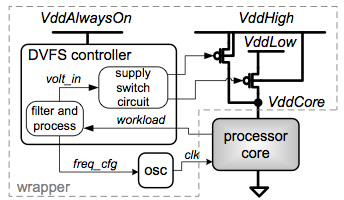 VddAlwaysOn
VddHigh
DVFS controller
VddLow
volt_in
supply
switch
circuit
filter and
process
workload
VddCore
processor
core
freq_cfg
osc
clk
wrapper